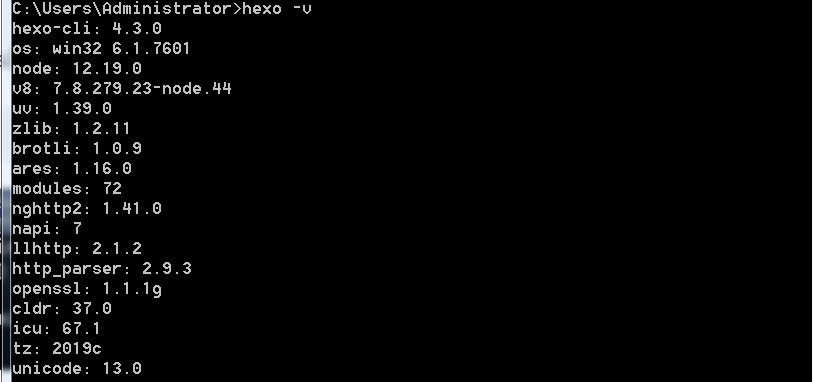 C:\Users\Administrator>hexo -v
hexo-cli: 4.3.0
os: win32 6.1.7601
node: 12.19.0
v8: 7.8.279.23-node.44
uv: 1.39.0
zlib: 1.2.11
brotli: 1.0.9
ares: 1.16.0
modules: 72
nghttp2: 1.41.0
napi: 7
llhttp: 2.1.2
http_parser: 2.9.3
openssl: 1.1.1g
cldr: 37.0
icu: 67.1
tz: 2019c
unicode: 13.0